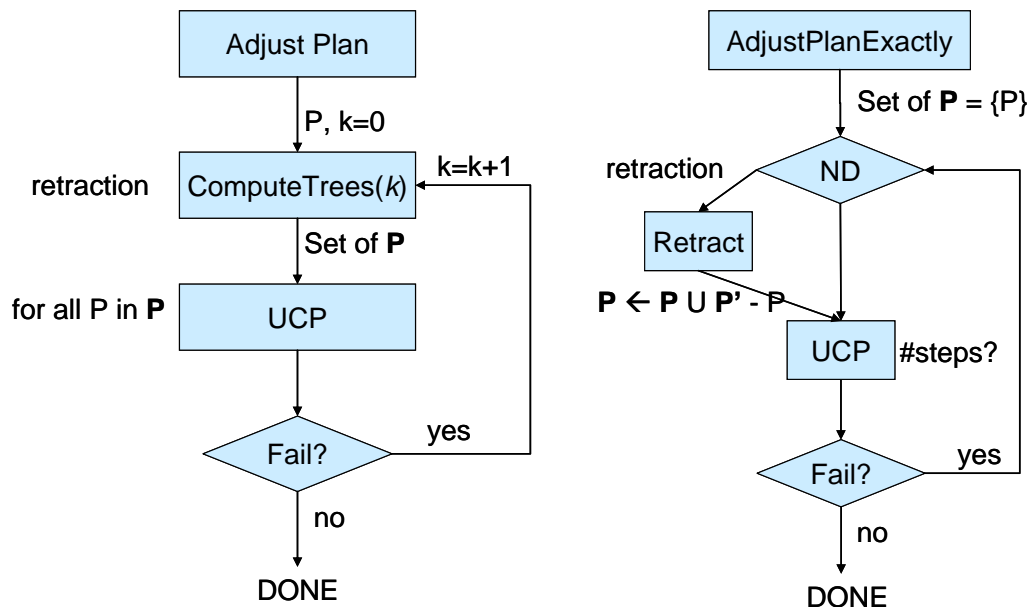 Adjust Plan
P, k=0
k=k+1
retraction
ComputeTrees(k)
Set of P
for all P in P
UCP
yes
Fail?
no
DONE
AdjustPlanExactly
Set of P = {P}
retraction
ND
Retract
P ← P U P' - P
UCP
#steps?
yes
Fail?
no
DONE